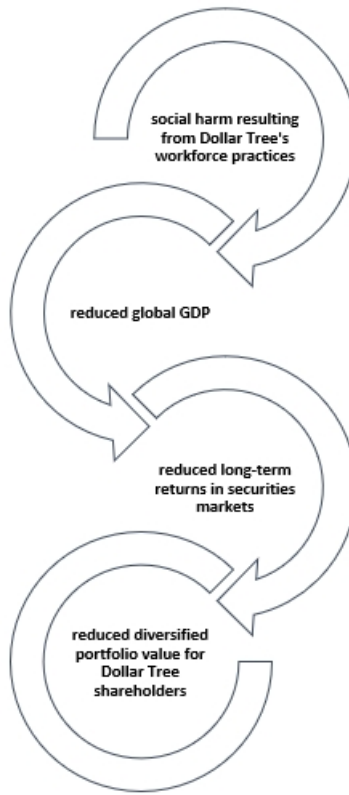 social harm resulting
from Dollar Tree's
workforce practices
reduced global GDP
reduced long-term
returns in securities
markets
reduced diversified
portfolio value for
Dollar Tree
shareholders